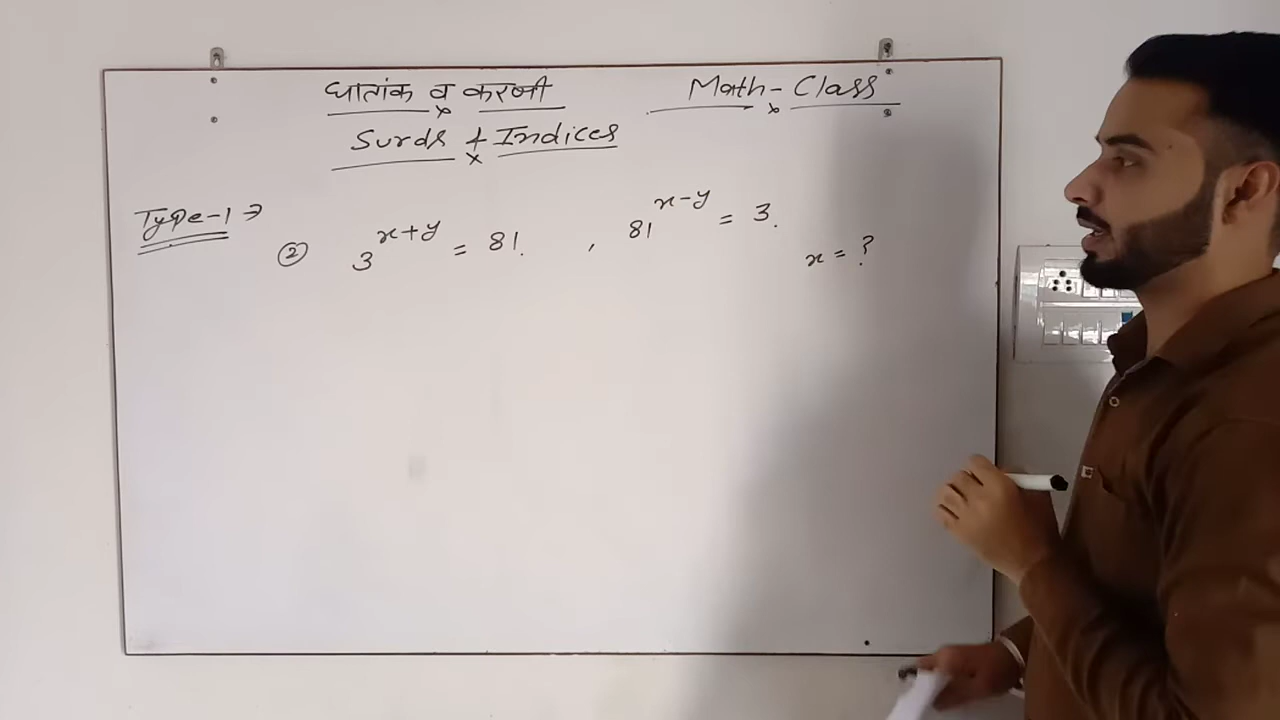 घातांक व करणी Math-Class
Surds & Indices
Type-1 →
② 3^{x+y} = 81. , 81^{x-y} = 3. x = ?